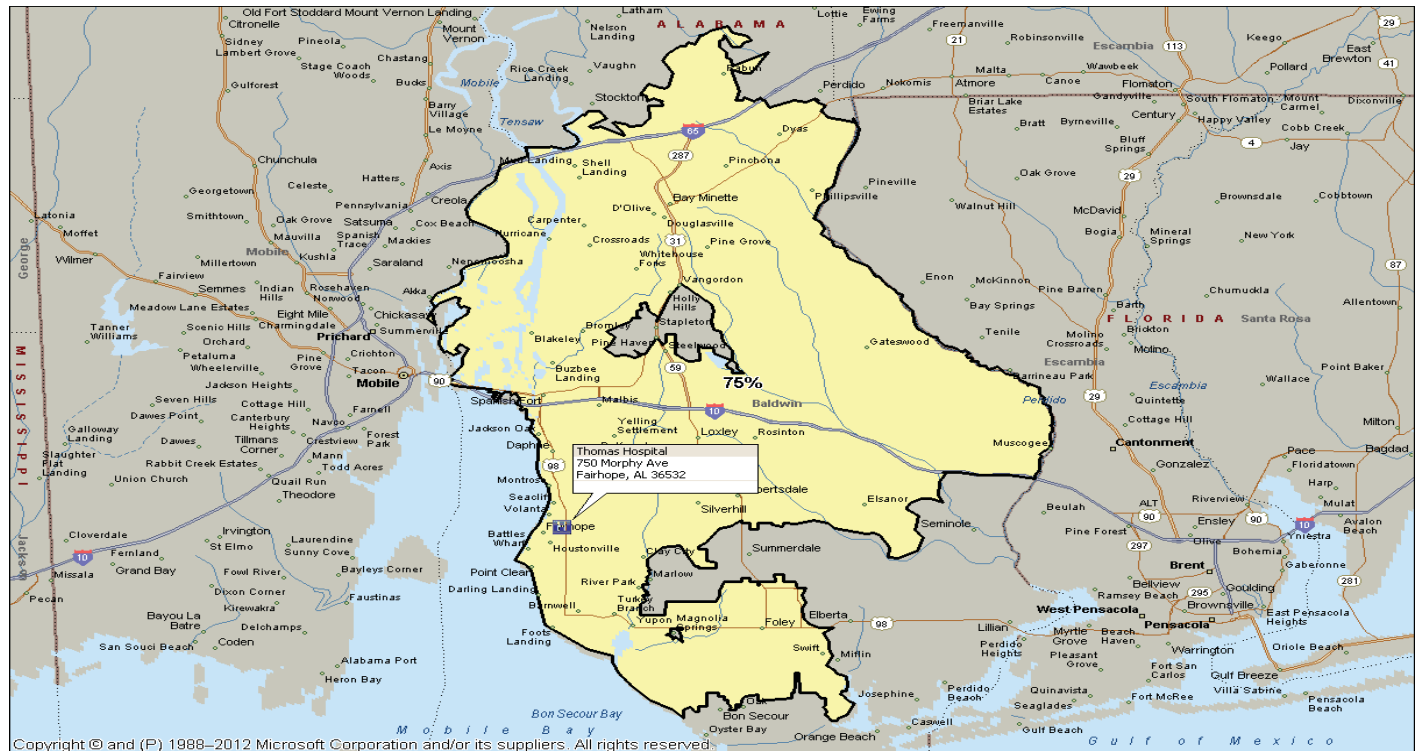 Old Fort Stoddard Mount Vernon Landing
Citronelle
Sidney
Lambert Grove
Pineola
Stage Coach
Woods
Chastang
Bucks
Gulfcrest
Mount
Vernon
Barry
Village
Le Moyne
Latham
Nelson
Landing
ALABAMA
Lottie
Ewing
Farms
Rice Creek
Landing
Vaughn
Mobile
Stockton
Rabun
Tensaw
Perdido
Nokomis
Freemanville
21
Robinsonville
Malta
Atmore
Canoe
Wawbeek
Escambia
113
Flomaton
Keego
29
East
Brewton
41
Pollard
Briar Lake
Estates
Gandyville
South Flomaton
Mount
Carmel
Dixonville
Century
Happy Valley
Bratt
Byrneville
Bluff
Springs
Cobb Creek
4
Jay
65
287
Dyas
Chunchula
Axis
Hatters
Mud Landing
Shell
Landing
Pinchona
Georgetown
Celeste
Pennsylvania
Creola
Bay Minette
Phillipsville
Pineville
Oak Grove
29
Brownsdale
Cobbtown
Latonia
Moffet
Smithtown
Oak Grove
Satsuma
Cox Beach
Mauvilla
Spanish
Trace
Mackies
Carpenter
D'Olive
Douglasville
Walnut Hill
McDavid
Bogia
Mineral
Springs
New York
George
Mobile
Kushla
Hurricane
Crossroads
31
Pine Grove
Wilmer
Millertown
Saraland
Nepomoosha
Whitehouse
Forks
Fairview
Semmes
Indian
Hills
Rosehaven
Norwood
Akka
Vangordon
Enon
McKinnon
Pine Barren
87
Meadow Lane Estates
Eight Mile
Chickasaw
Holly
Hills
Bay Springs
Barth
Chumuckla
Allentown
Tanner
Williams
Scenic Hills
Charmingdale
Summerville
Bromley
Stapleton
FLORIDA
Santa Rosa
Orchard
Prichard
Blakeley
Pine Haven
Steelwood
Gateswood
Tenile
Molino
Crossroads
Brickton
Molino
Petaluma
Wheelerville
Pine
Grove
Crichton
Tacon
Mobile
90
Buzbee
Landing
59
75%
Barrineau Park
Escambia
Wallace
Point Baker
MISSISSIPPI
Jackson Heights
Seven Hills
Cottage Hill
Farnell
Spanish Fort
Malbis
10
Baldwin
Perdido
29
Escambia
Quintette
Dawes Point
Canterbury
Heights
Navco
Forest
Park
Jackson Oak
Yelling
Settlement
Loxley
Rosinton
Muscogee
Cottage Hill
Milton
Galloway
Landing
Dawes
Tillmans
Corner
Crestview
Daphne
Cantonment
Pace
Bagdad
Slaughter
Flat
Landing
Rabbit Creek Estates
Mann
Todd Acres
98
Thomas Hospital
750 Morphy Ave
Fairhope, AL 36532
Gonzalez
Floridatown
Union Church
Quail Run
Theodore
Montrose
Seacliff
Volanta
Silverhill
Elsanor
Seminole
Beulah
ALT
90
Riverview
90
Harp
Mulat
Cloverdale
Irvington
Laurendine
Battles
Wharf
Pine Forest
Ensley
10
Avalon
Beach
10
Fernland
St Elmo
Sunny Cove
Houstonville
Clay City
Summerdale
297
Olive
Yniestra
Jackson
Missala
Grand Bay
Fowl River
Bayleys Corner
Point Clear
Marlow
Brent
Bohemia
Gaberonne
Pecan
Dixon Corner
Faustinas
Darling Landing
River Park
Bellview
Goulding
281
Bayou La
Batre
Kirewakra
Barnwell
Turkey
Branch
Ramsey Beach
295
Brownsville
Delchamps
Yupon
Magnolia
Springs
Foley
Elberta
98
Lillian
West Pensacola
Pensacola
East Pensacola
Heights
San Souci Beach
Coden
Foots
Landing
Swift
Miflin
Perdido
Heights
Myrtle
Grove
Beach
Haven
Warrington
Oriole Beach
Alabama Port
Pleasant
Grove
Fort San
Carlos
Gulf Breeze
Heron Bay
Josephine
Perdido
Beach
Quinavista
Seaglades
Fort McRee
Villa Sabine
Pensacola
Beach
Bon Secour Bay
Oak
Bon Secour
Caswell
Mobile Bay
Oyster Bay
Orange Beach
Gulf Beach
Gulf of Mexico
Copyright © and (P) 1988–2012 Microsoft Corporation and/or its suppliers. All rights reserved.